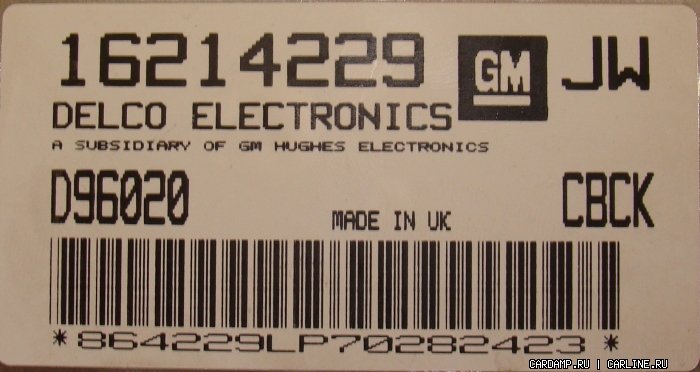 16214229 GM JW
DELCO ELECTRONICS
A SUBSIDIARY OF GM HUGHES ELECTRONICS
D96020 MADE IN UK CBCK
*864229LP70282423*
CARDAMP.RU | CARLINE.RU